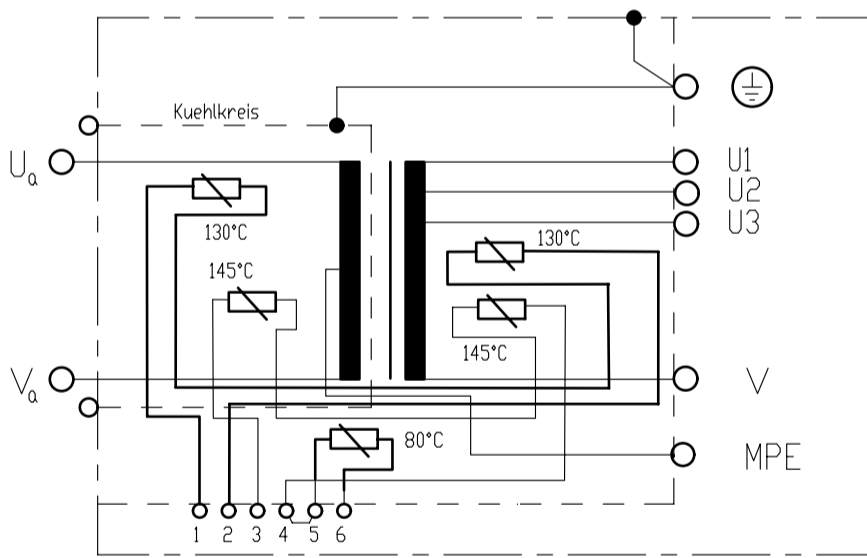 Kuehlkreis
Ua
U1
U2
U3
130°C
130°C
145°C
145°C
Va
V
80°C
MPE
1 2 3 4 5 6